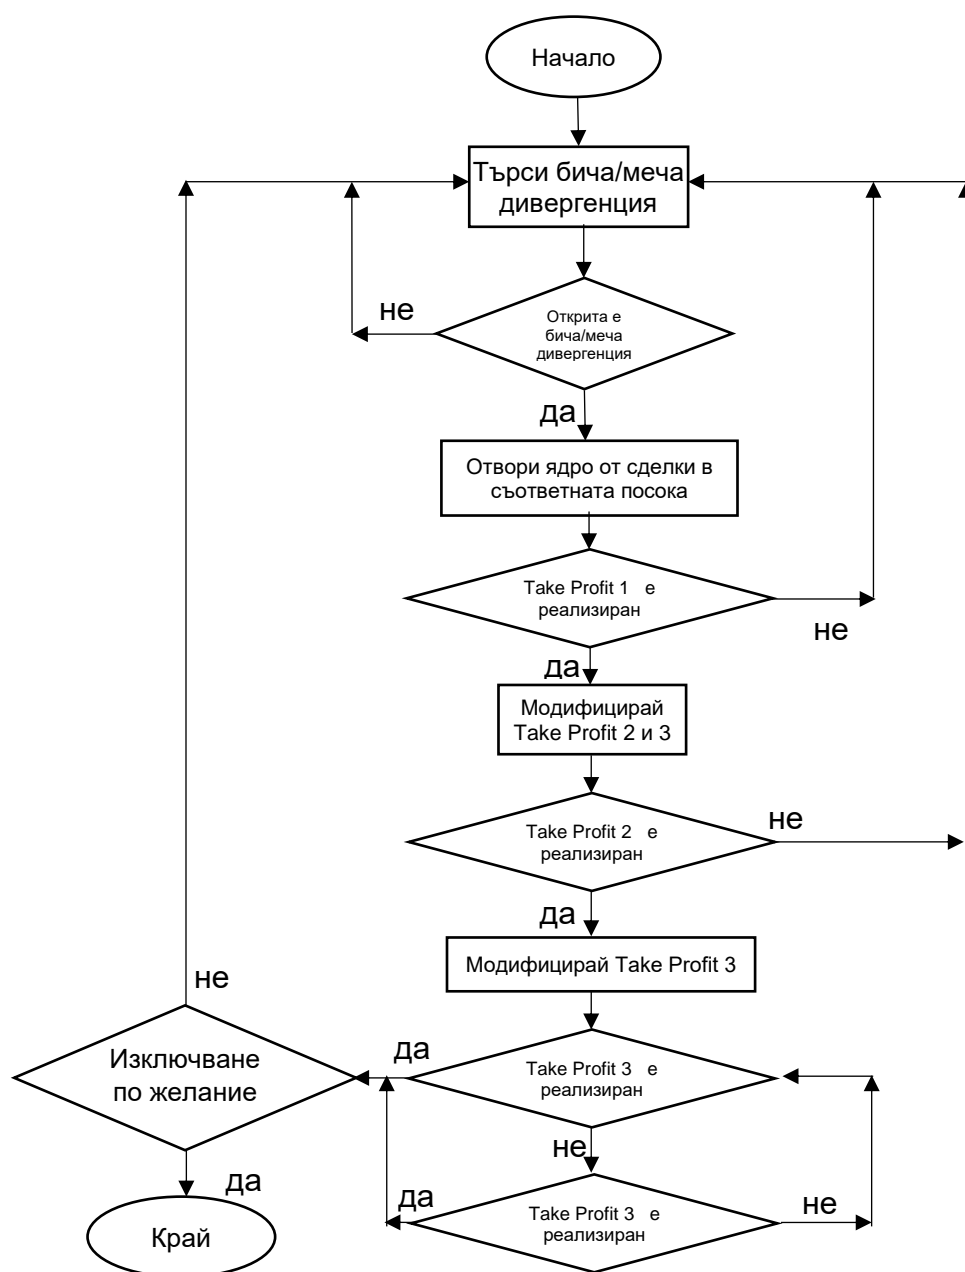 Начало
Търси бича/меча
дивергенция
не
Открита е
бича/меча
дивергенция
да
Отвори ядро от сделки в
съответната посока
Take Profit 1 е
реализиран
не
да
Модифицирай
Take Profit 2 и 3
Take Profit 2 е
реализиран
не
да
Модифицирай Take Profit 3
не
Изключване
по желание
да
Take Profit 3 е
реализиран
не
да
Край
да
Take Profit 3 е
реализиран
не